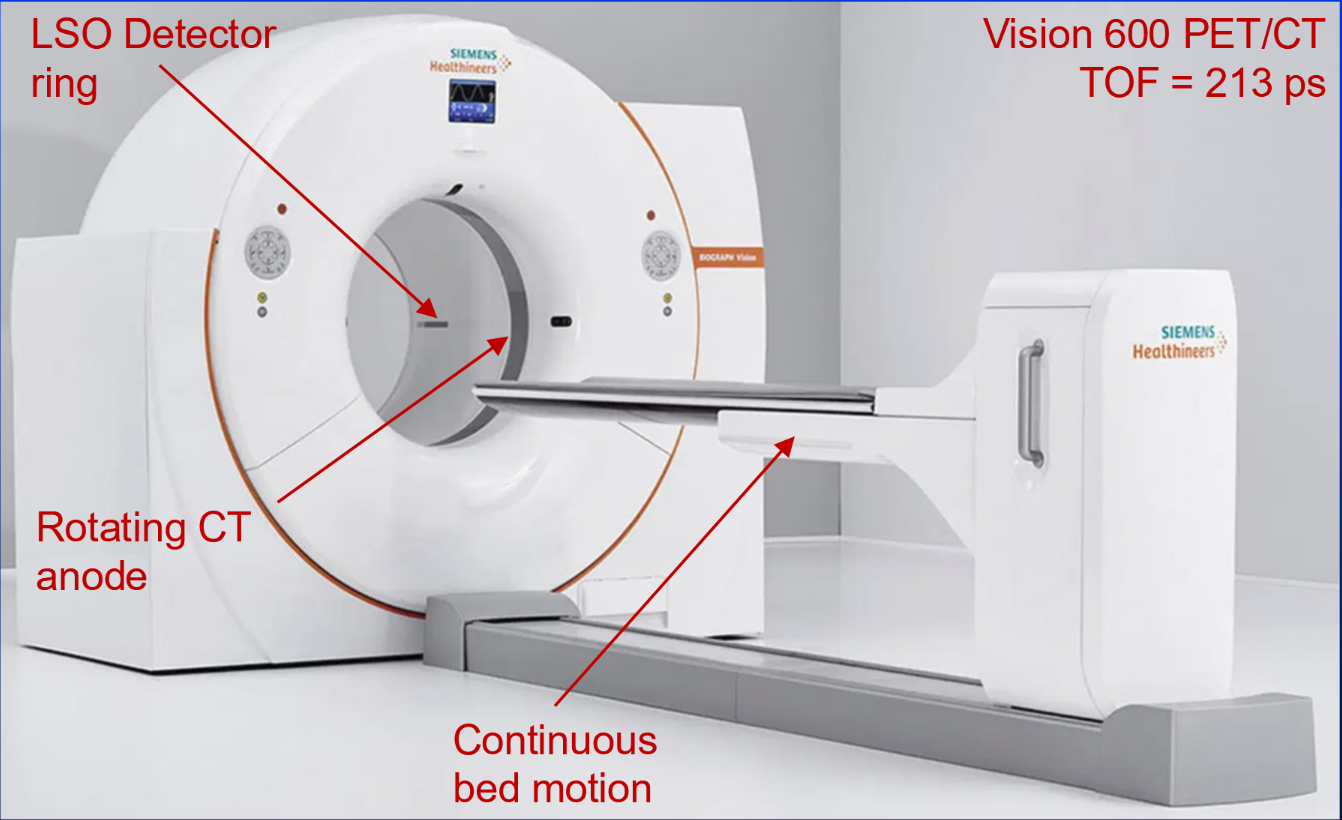 LSO Detector
ring
Vision 600 PET/CT
TOF = 213 ps
SIEMENS
Healthineers
BIOGRAPH Vision
SIEMENS
Healthineers
Rotating CT
anode
Continuous
bed motion